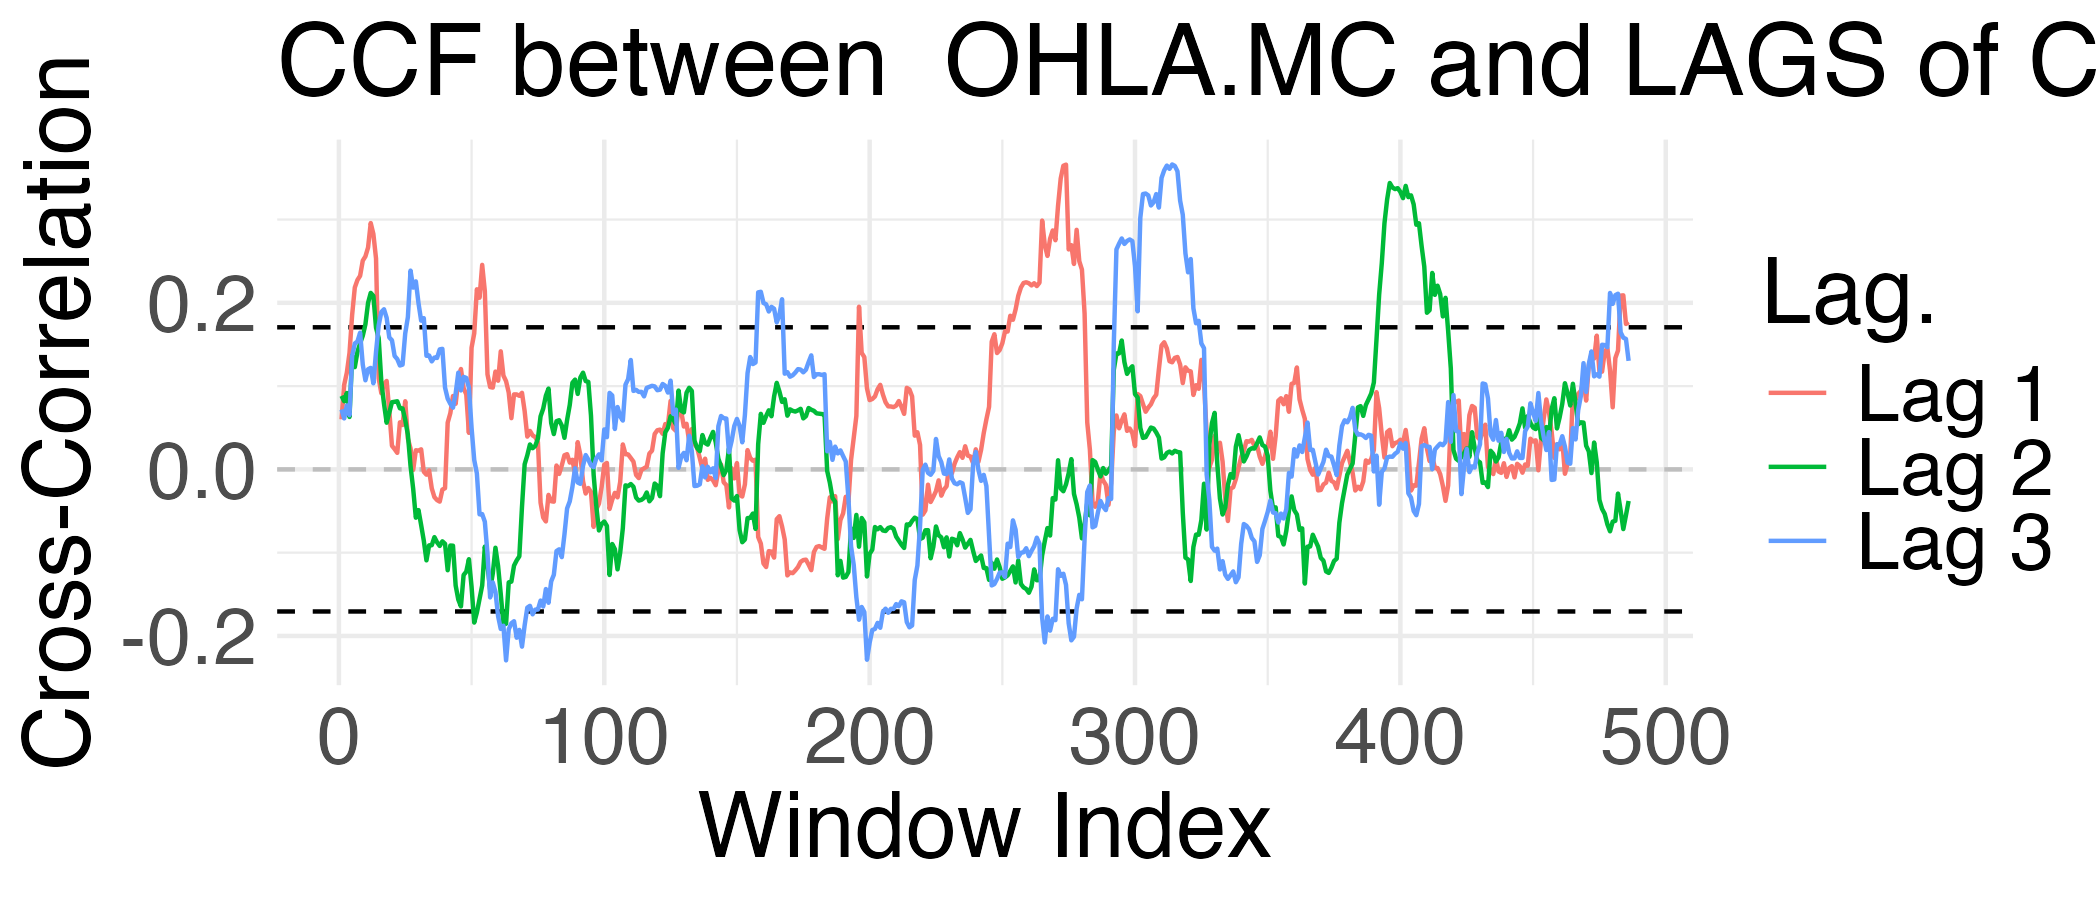 CCF between  OHLA.MC and LAGS of C
Cross-Correlation
0.2
0.0
-0.2
0 100 200 300 400 500
Window Index
Lag.
Lag 1
Lag 2
Lag 3